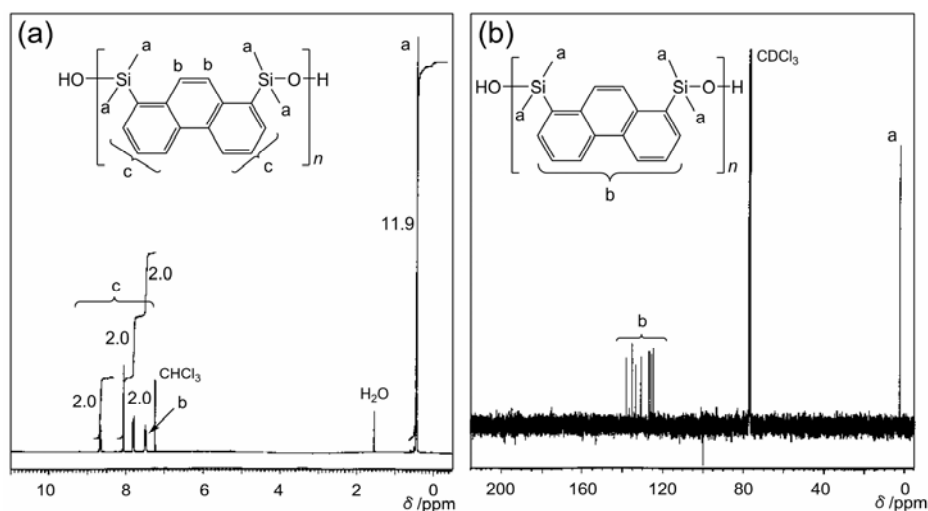 (a)
a
a
b b
a
HO
Si
Si
O
H
a
a
n
c
c
11.9
c
2.0
2.0
2.0
2.0
CHCl3
b
H2O
10 8 6 4 2 0
δ /ppm
(b)
CDCl3
a
a
HO
Si
Si
O
H
a
a
n
b
a
b
200 160 120 80 40 0
δ /ppm